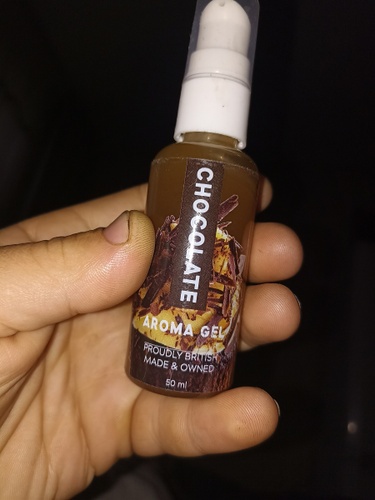 CHOCOLATE
AROMA GEL
PROUDLY BRITISH
MADE & OWNED
50 ml